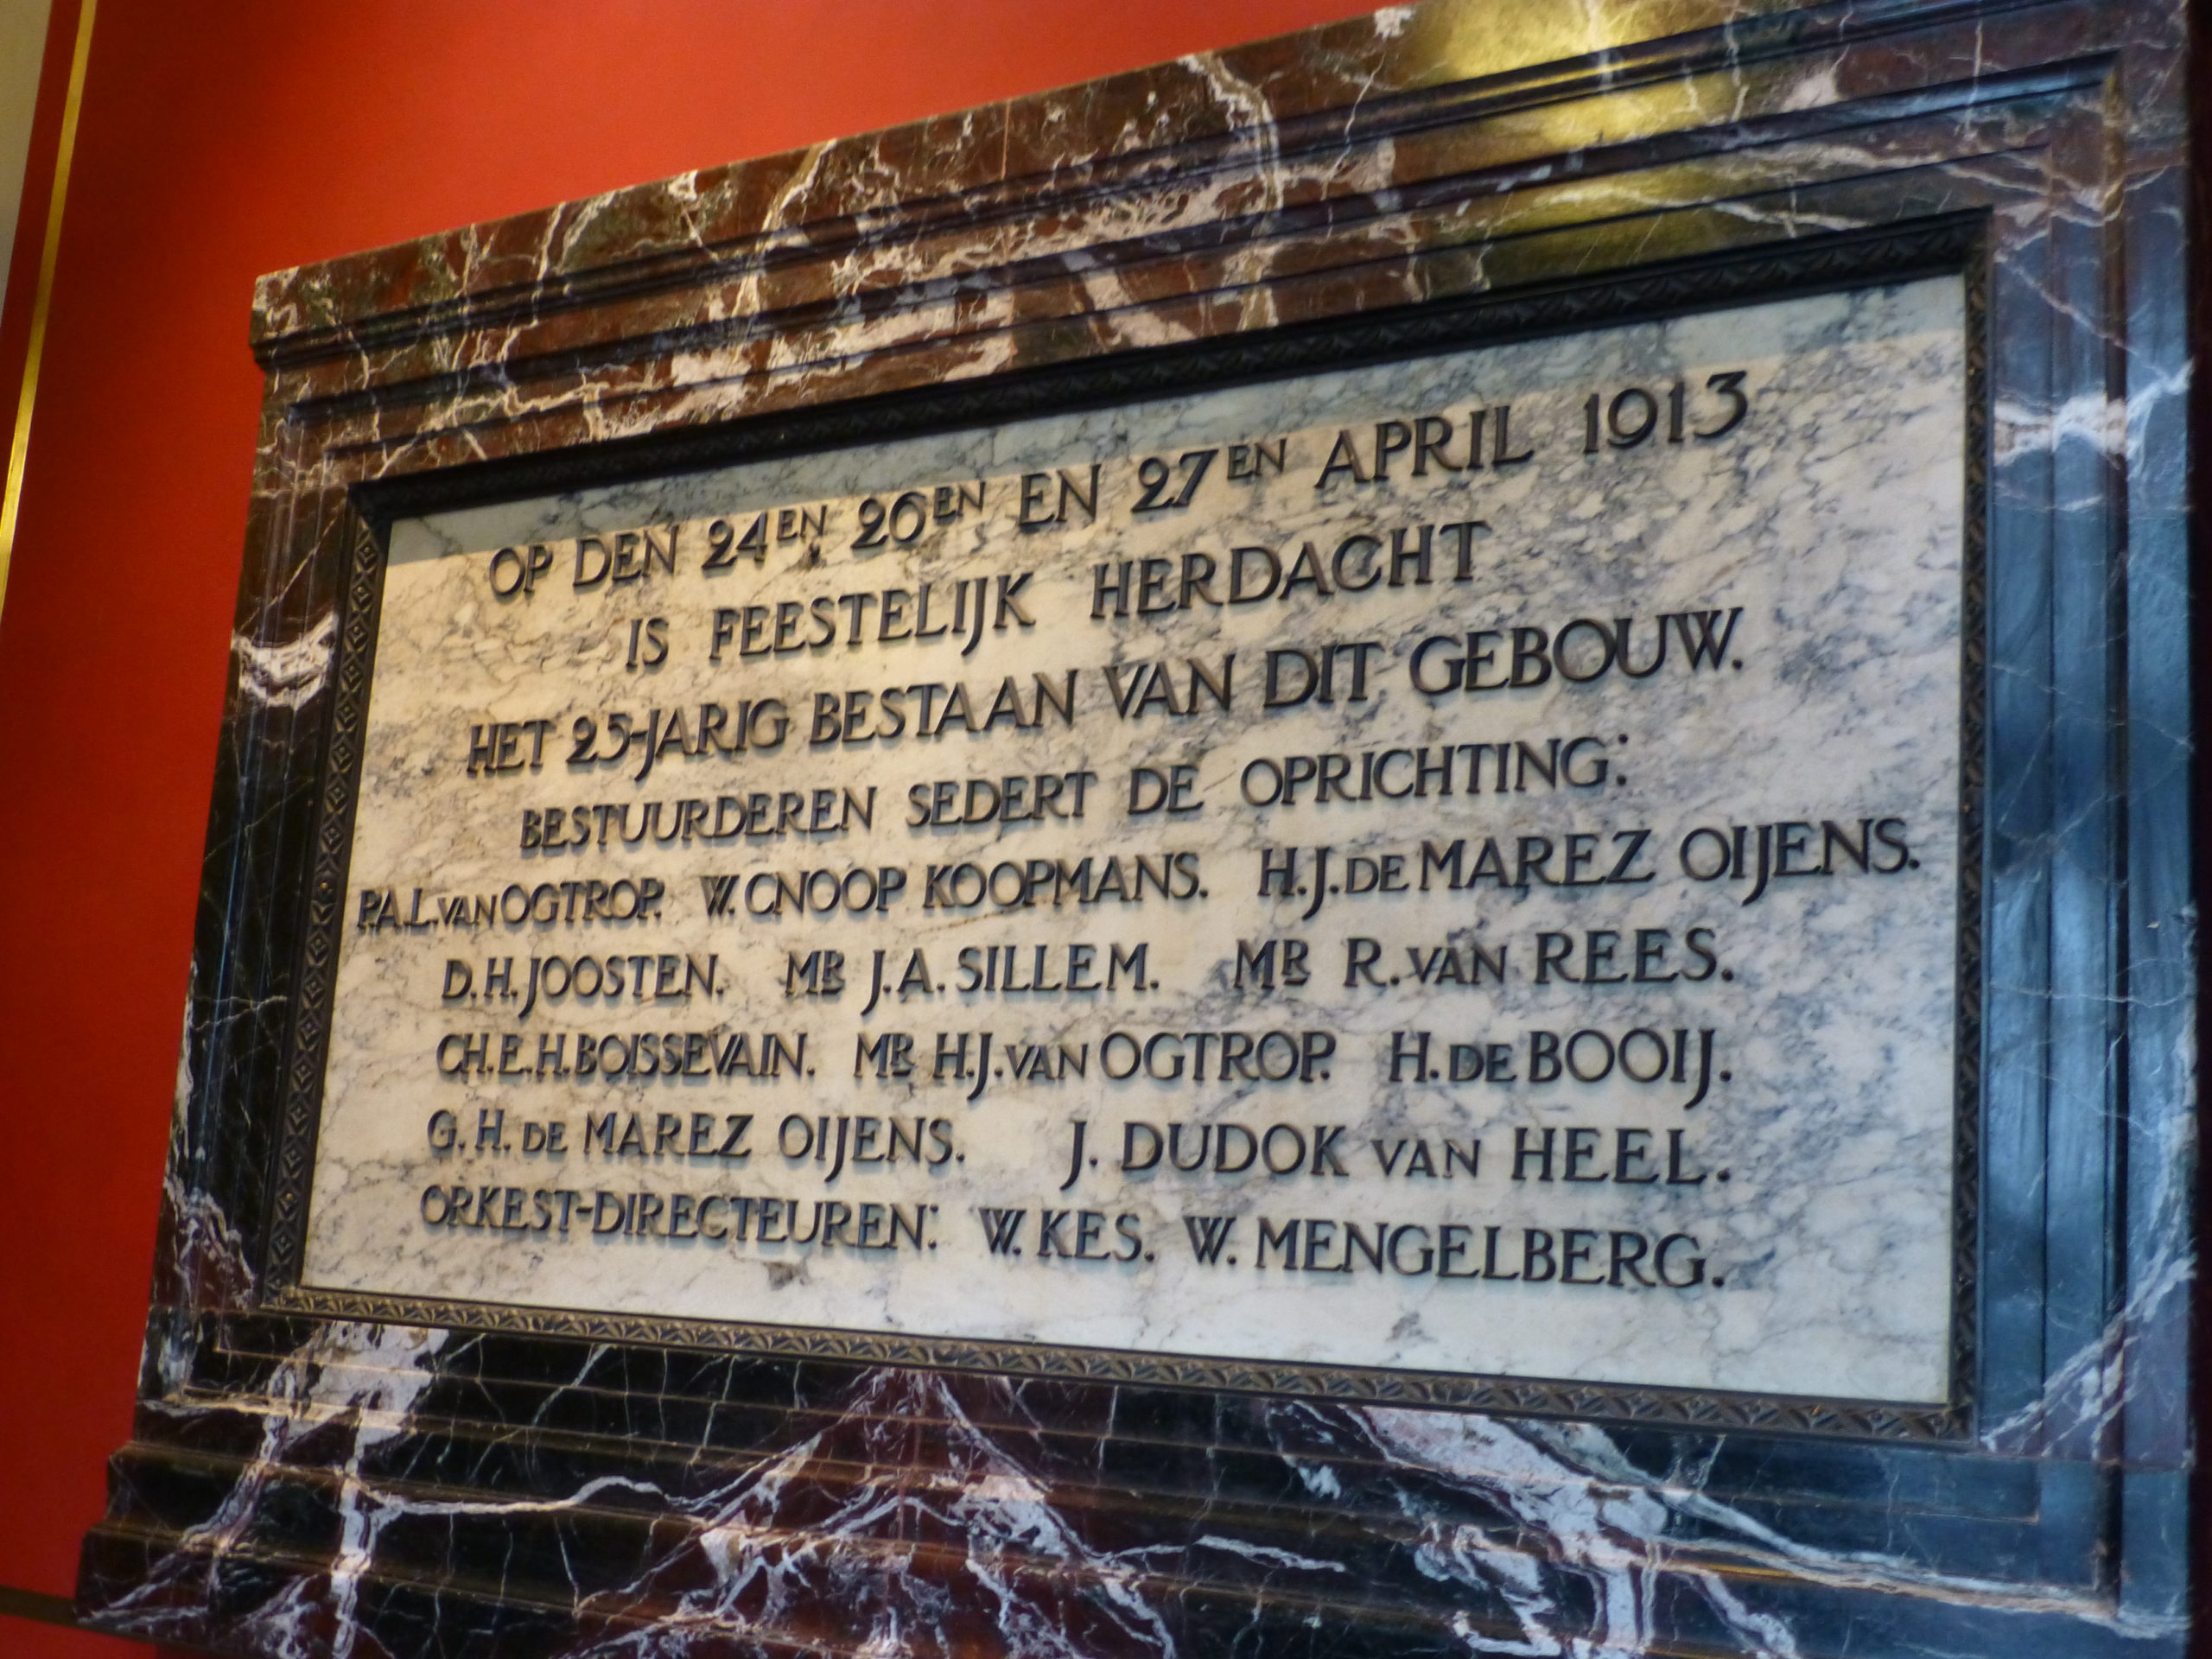 OP DEN 24EN 26EN EN 27EN APRIL 1913
IS FEESTELIJK HERDACHT
HET 25-JARIG BESTAAN VAN DIT GEBOUW.
BESTUURDEREN SEDERT DE OPRICHTING:
P.A.L. VAN OGTROP. W. CNOOP KOOPMANS. H.J. DE MAREZ OIJENS.
D.H. JOOSTEN. MR J.A. SILLEM. MR R. VAN REES.
CH.E.H. BOISSEVAIN. MR H.J. VAN OGTROP. H. DE BOOIJ.
G.H. DE MAREZ OIJENS. J. DUDOK VAN HEEL.
ORKEST-DIRECTEUREN: W. KES. W. MENGELBERG.